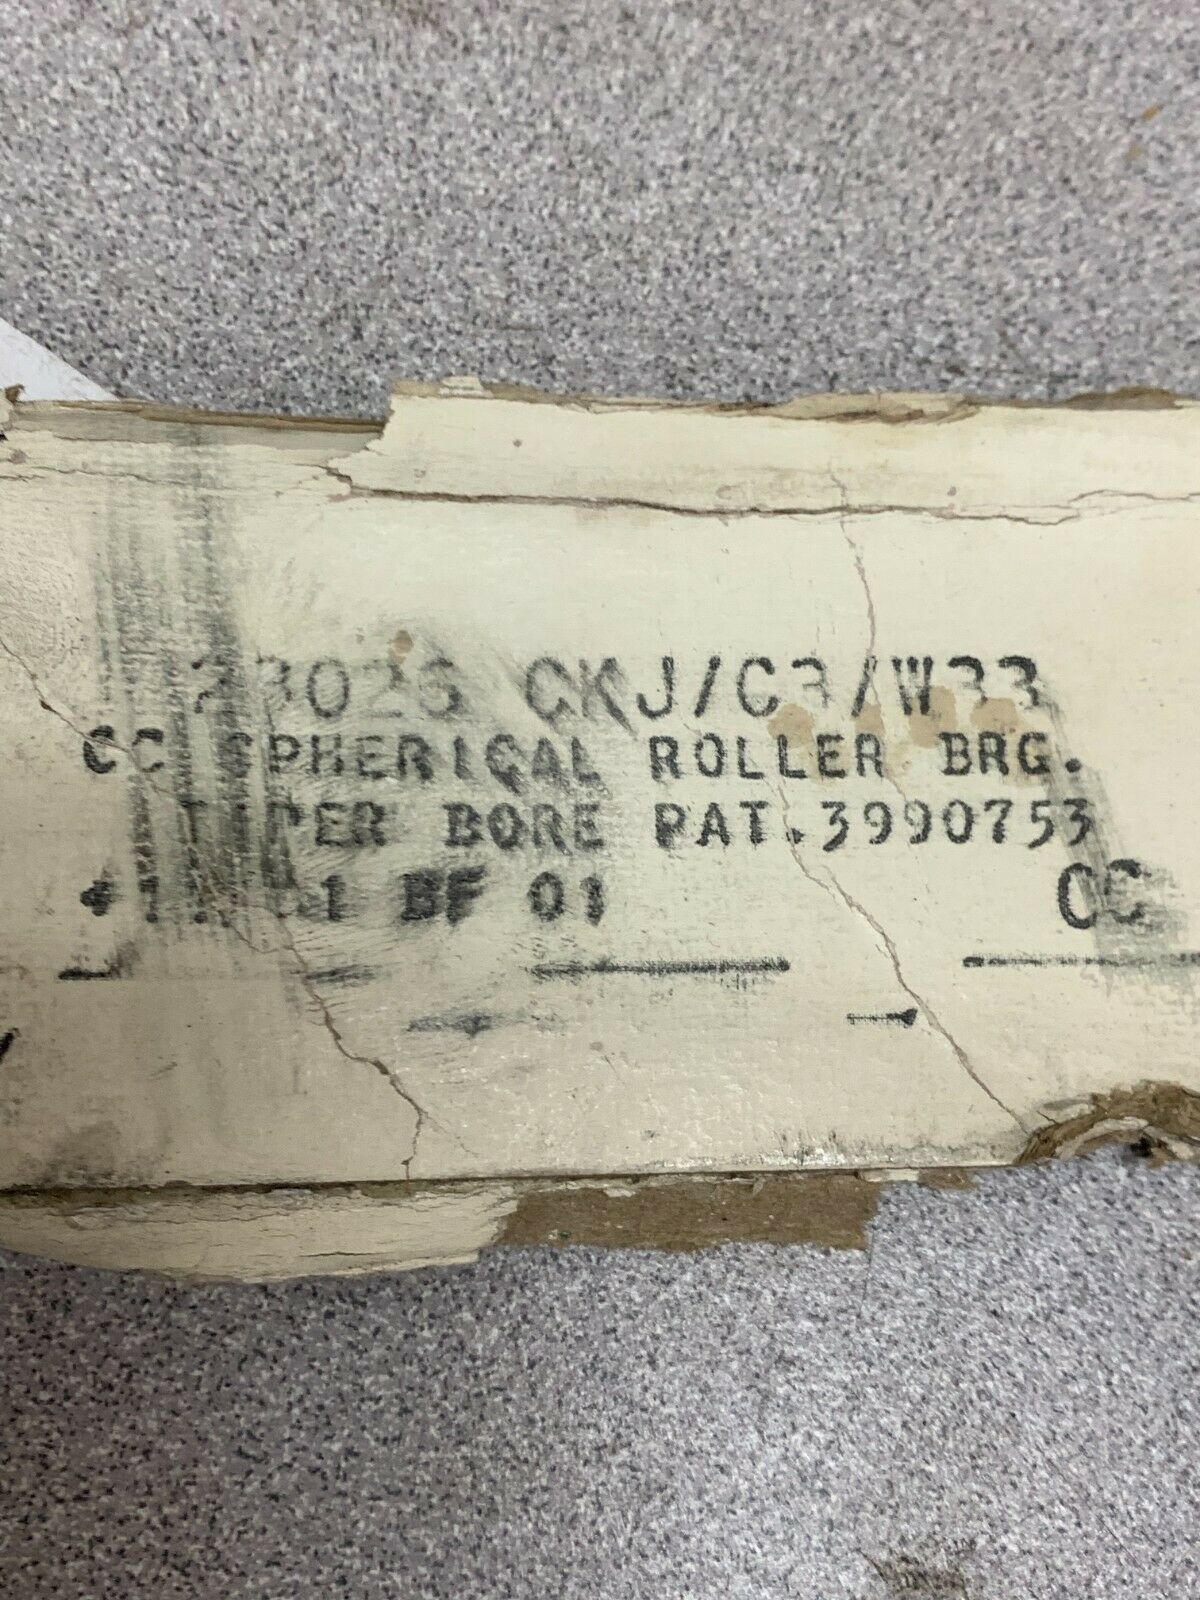 23026 CKJ/C3/W33
CC SPHERICAL ROLLER BRG.
TAPER BORE PAT.3990753
BF 01 CC